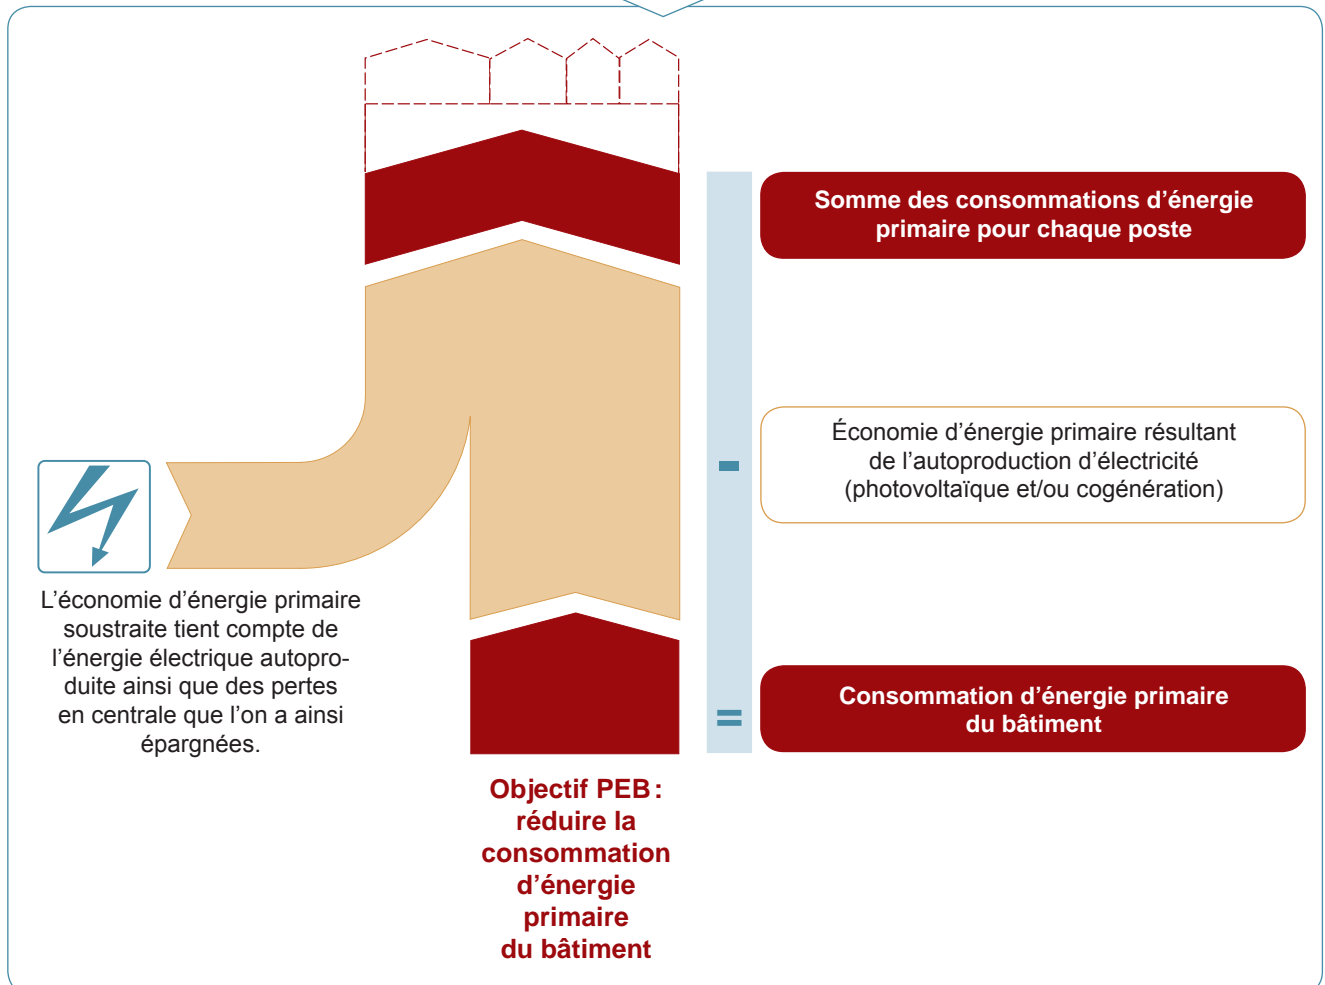 Somme des consommations d’énergie
primaire pour chaque poste
Économie d’énergie primaire résultant
de l’autoproduction d’électricité
(photovoltaïque et/ou cogénération)
-
L’économie d’énergie primaire
soustraite tient compte de
l’énergie électrique autopro-
duite ainsi que des pertes
en centrale que l’on a ainsi
épargnées.
=
Consommation d’énergie primaire
du bâtiment
Objectif PEB :
réduire la
consommation
d’énergie
primaire
du bâtiment